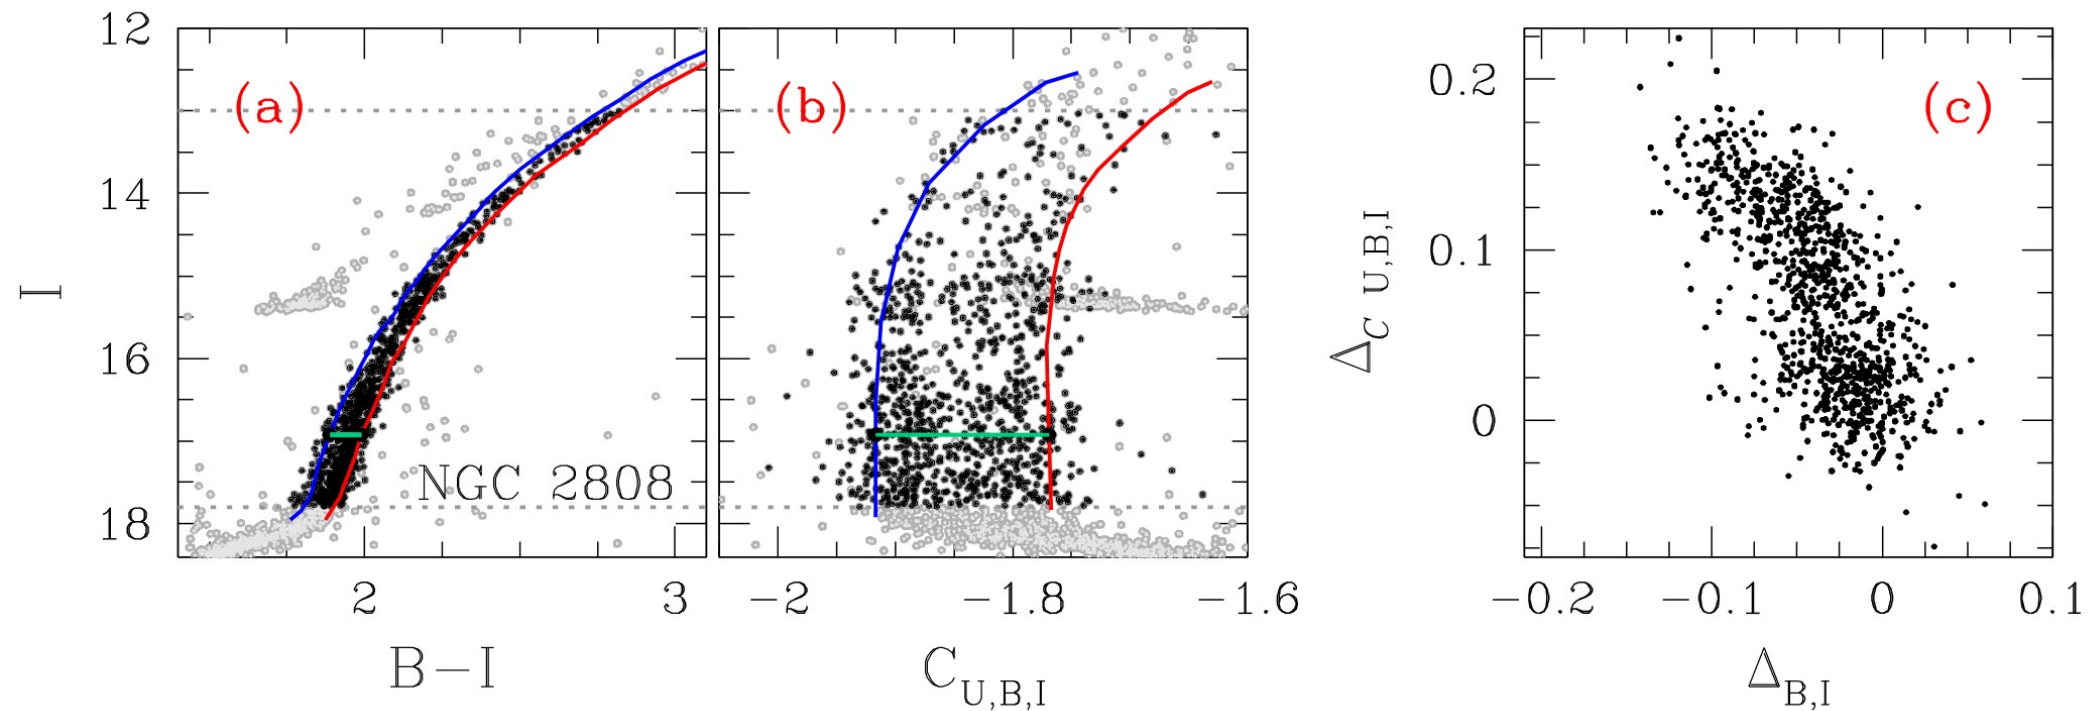 12
14
16
18
I
(a)
NGC 2808
2
3
B−I
(b)
−2
−1.8
−1.6
C U,B,I
(c)
0.2
0.1
0
Δ C U,B,I
−0.2
−0.1
0
0.1
Δ B,I